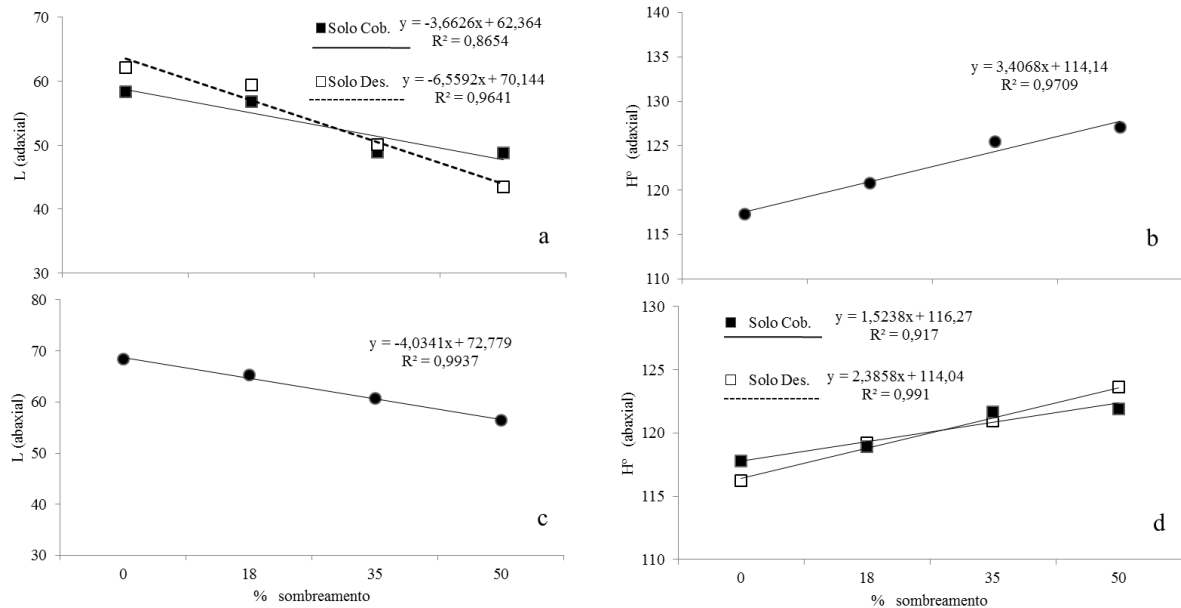 70
60
50
40
30
L (adaxial)
Solo Cob. y = -3,6626x + 62,364
R² = 0,8654
Solo Des. y = -6,5592x + 70,144
R² = 0,9641
a
140
135
130
125
120
115
110
Hº (adaxial)
y = 3,4068x + 114,14
R² = 0,9709
b
80
70
60
50
40
30
L (abaxial)
y = -4,0341x + 72,779
R² = 0,9937
c
0 18 35 50
% sombreamento
130
125
120
115
110
Hº (abaxial)
Solo Cob. y = 1,5238x + 116,27
R² = 0,917
Solo Des. y = 2,3858x + 114,04
R² = 0,991
d
0 18 35 50
% sombreamento